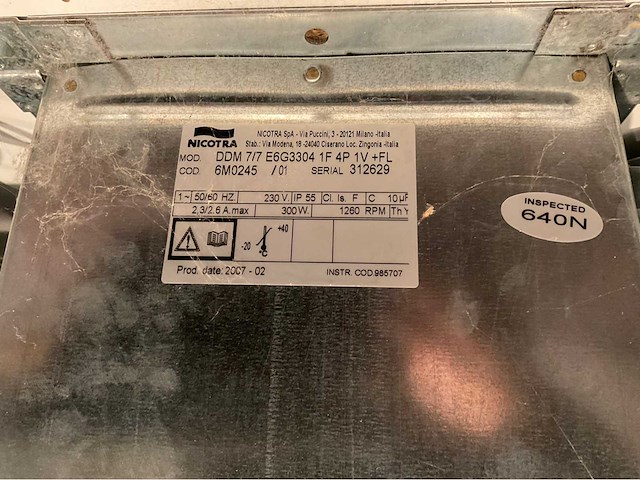 NICOTRA
NICOTRA SpA - Via Puccini, 3 - 20121 Milano -Italia
Stab.: Via Modena, 18 -24040 Ciserano Loc. Zingonia -Italia
MOD. DDM 7/7 E6G3304 1F 4P 1V +FL
COD. 6M0245 /01 SERIAL 312629
1~ 50/60 HZ. 230 V. IP 55 Cl. Is. F C 10µF
2,3/2.6 A.max 300W. 1260 RPM Th Y
-20 +40
°C
Prod. date: 2007 - 02 INSTR. COD.985707
INSPECTED
640N